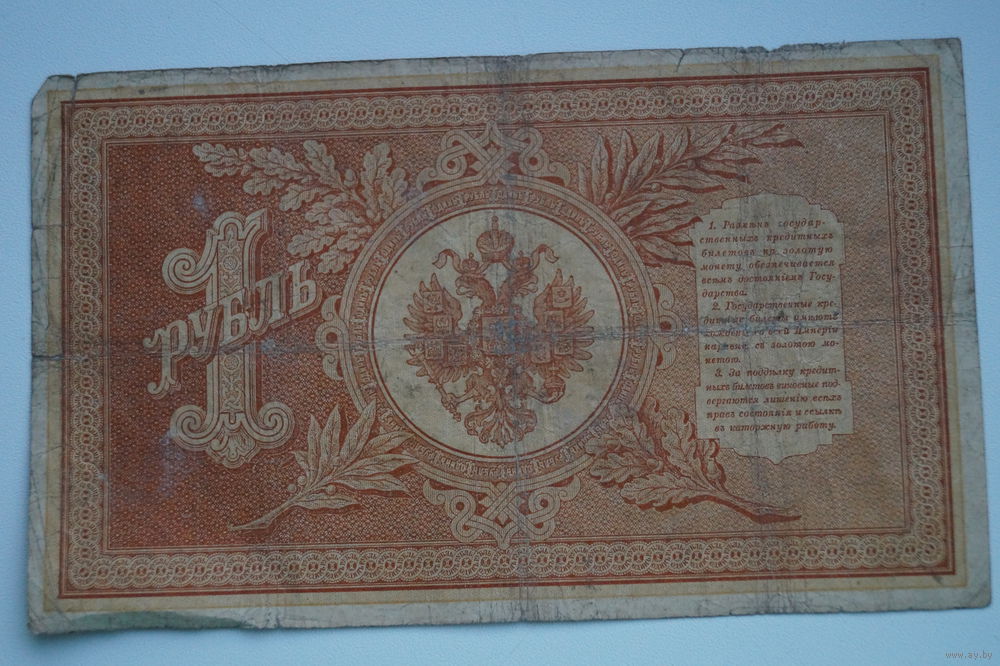 1 РУБЛЬ
1. Размѣнъ государ-
ственныхъ кредитныхъ
билетовъ на золотую
монету обезпечивается
всѣмъ достояніемъ Госу-
дарства.
2. Государственные кре-
дитные билеты имѣютъ
хожденіе во всей Имперіи
наравнѣ съ золотою мо-
нетою.
3. За поддѣлку кредит-
ныхъ билетовъ виновные под-
вергаются лишенію всѣхъ
правъ состоянія и ссылкѣ
въ каторжную работу.
www.ay.by